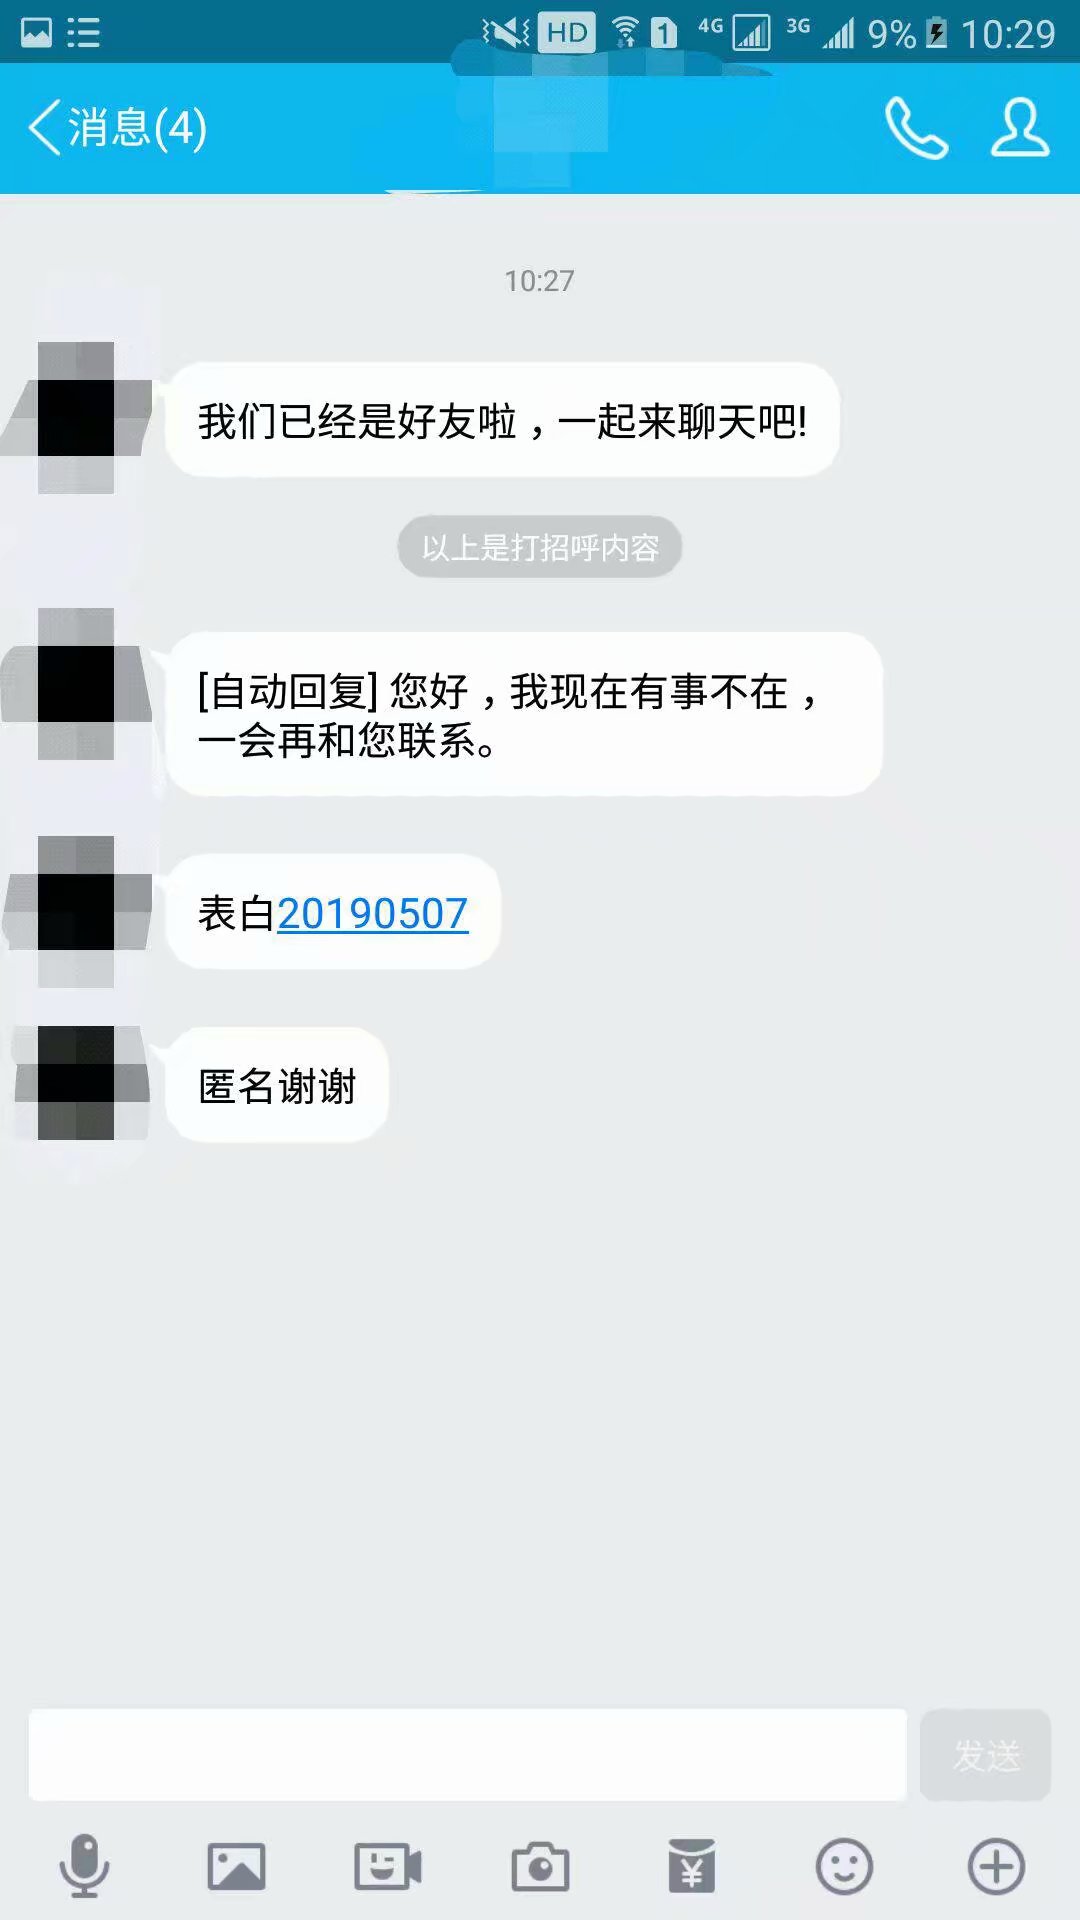 HD
1
4G
3G
9%
10:29
消息(4)
10:27
我们已经是好友啦，一起来聊天吧!
以上是打招呼内容
[自动回复] 您好，我现在有事不在，
一会再和您联系。
表白20190507
匿名谢谢
发送
¥